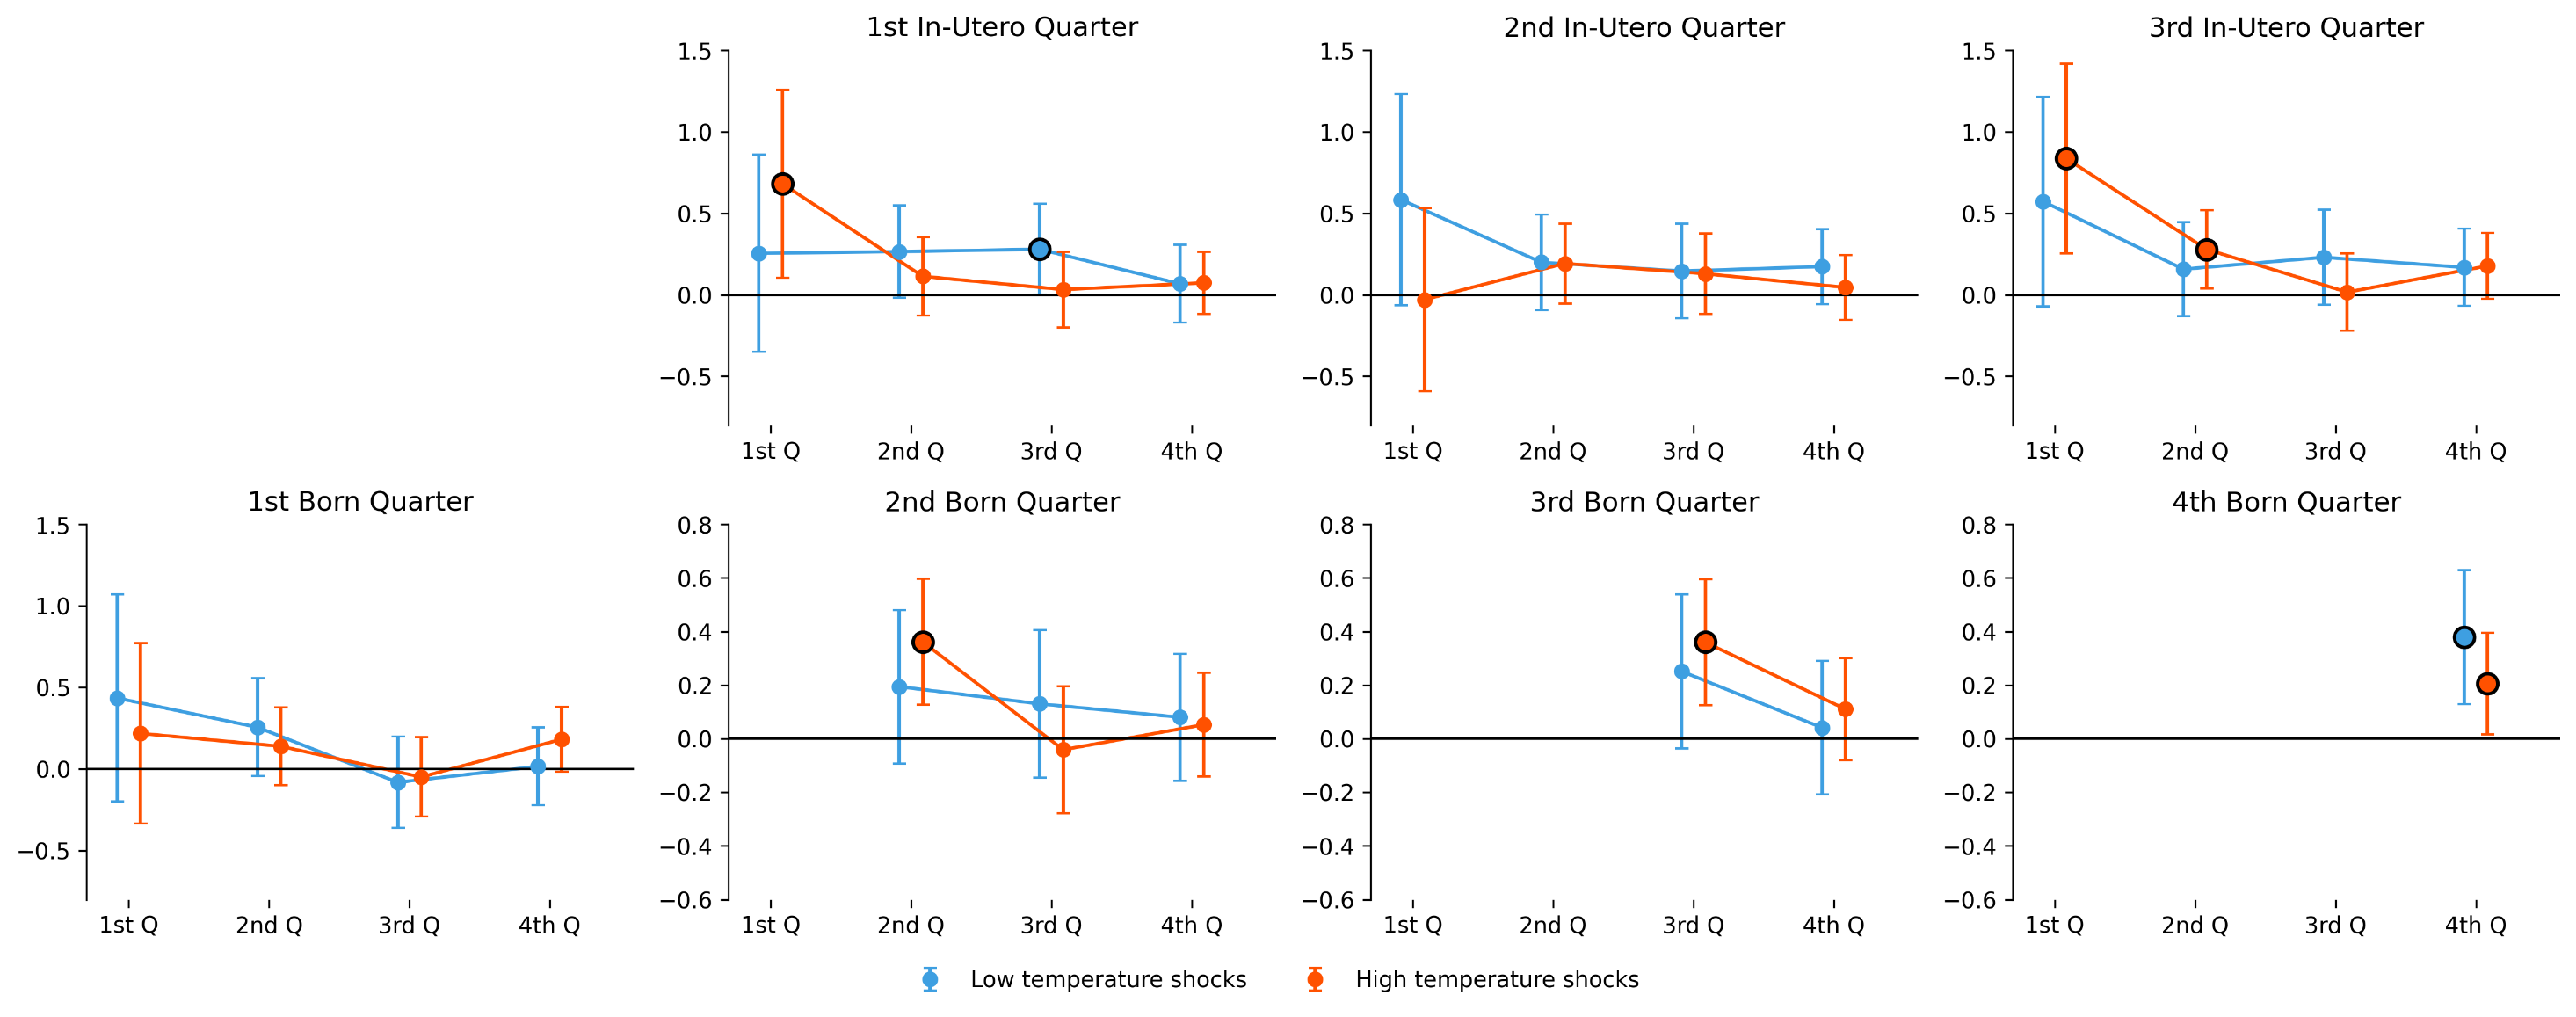 1st In-Utero Quarter
1.5
1.0
0.5
0.0
−0.5
1st Q 2nd Q 3rd Q 4th Q
2nd In-Utero Quarter
1.5
1.0
0.5
0.0
−0.5
1st Q 2nd Q 3rd Q 4th Q
3rd In-Utero Quarter
1.5
1.0
0.5
0.0
−0.5
1st Q 2nd Q 3rd Q 4th Q
1st Born Quarter
1.5
1.0
0.5
0.0
−0.5
1st Q 2nd Q 3rd Q 4th Q
2nd Born Quarter
0.8
0.6
0.4
0.2
0.0
−0.2
−0.4
−0.6
1st Q 2nd Q 3rd Q 4th Q
3rd Born Quarter
0.8
0.6
0.4
0.2
0.0
−0.2
−0.4
−0.6
1st Q 2nd Q 3rd Q 4th Q
4th Born Quarter
0.8
0.6
0.4
0.2
0.0
−0.2
−0.4
−0.6
1st Q 2nd Q 3rd Q 4th Q
Low temperature shocks High temperature shocks